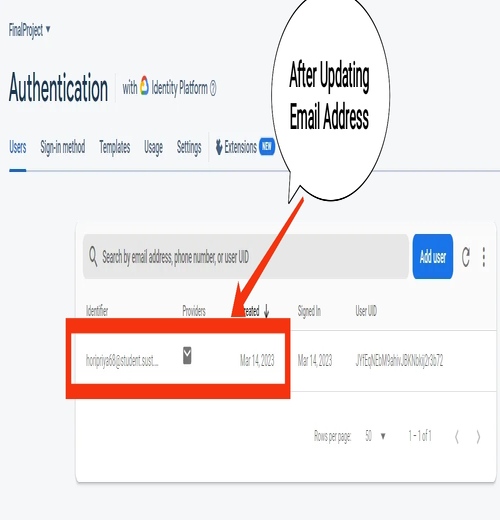 FinalProject
Authentication with Identity Platform
After Updating
Email Address
Users Sign-in method Templates Usage Settings Extensions NEW
Search by email address, phone number, or user UID Add user
Identifier Providers Created Signed In User UID
horipriya68@student.sust... Mar 14, 2023 Mar 14, 2023
Rows per page: 50 1 – 1 of 1